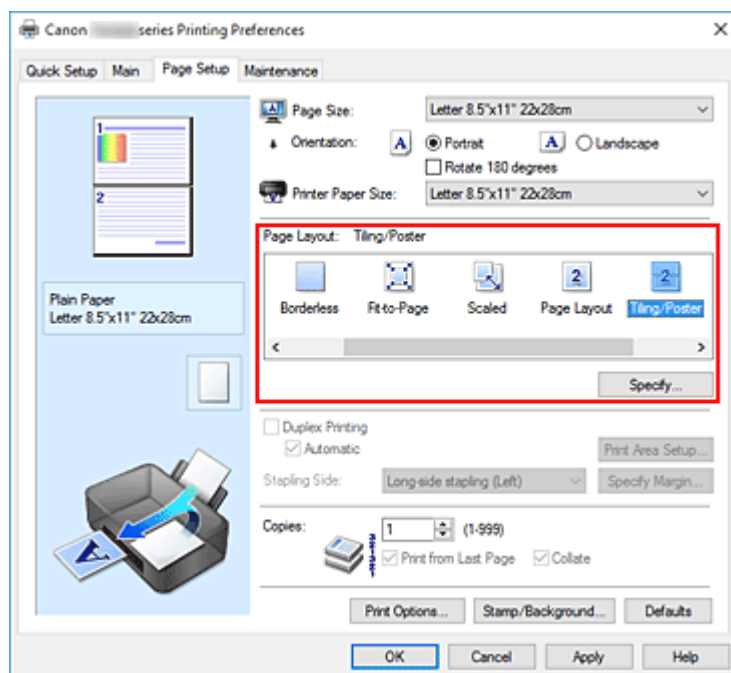 Canon series Printing Preferences
Quick Setup Main Page Setup Maintenance
1
2
Plain Paper
Letter 8.5"x11" 22x28cm
A
Page Size: Letter 8.5"x11" 22x28cm
Orientation: A Portrait A Landscape
Rotate 180 degrees
Printer Paper Size: Letter 8.5"x11" 22x28cm
Page Layout: Tiling/Poster
2 2
Borderless Fit-to-Page Scaled Page Layout Tiling/Poster
Specify...
Duplex Printing
Automatic Print Area Setup...
Stapling Side: Long-side stapling (Left) Specify Margin...
Copies: 1 (1-999)
Print from Last Page Collate
Print Options... Stamp/Background... Defaults
OK Cancel Apply Help